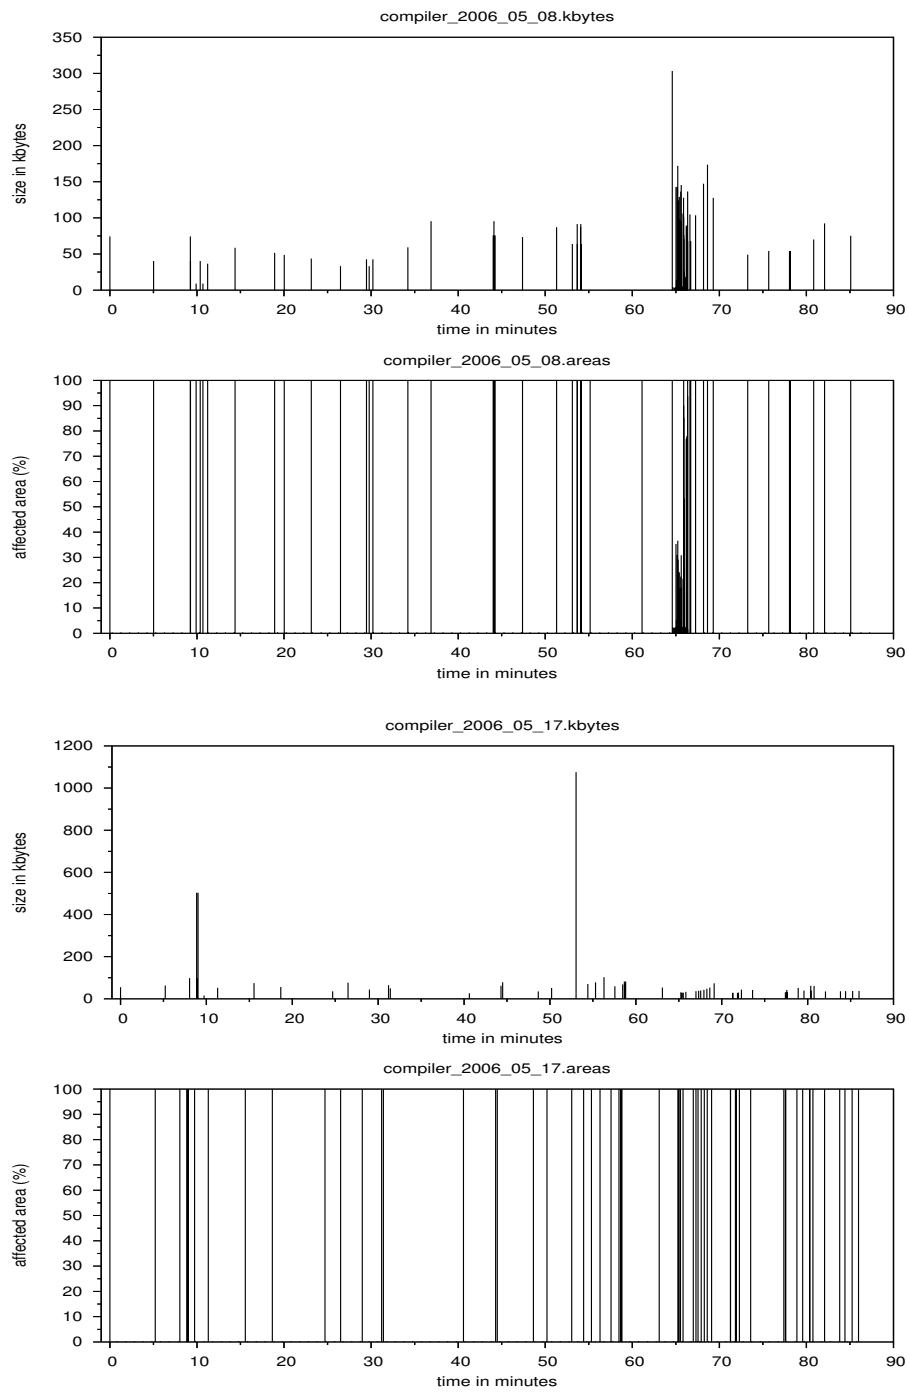 compiler_2006_05_08.kbytes
350
300
250
200
150
100
50
0
size in kbytes
0 10 20 30 40 50 60 70 80 90
time in minutes
compiler_2006_05_08.areas
100
90
80
70
60
50
40
30
20
10
0
affected area (%)
0 10 20 30 40 50 60 70 80 90
time in minutes
compiler_2006_05_17.kbytes
1200
1000
800
600
400
200
0
size in kbytes
0 10 20 30 40 50 60 70 80 90
time in minutes
compiler_2006_05_17.areas
100
90
80
70
60
50
40
30
20
10
0
affected area (%)
0 10 20 30 40 50 60 70 80 90
time in minutes